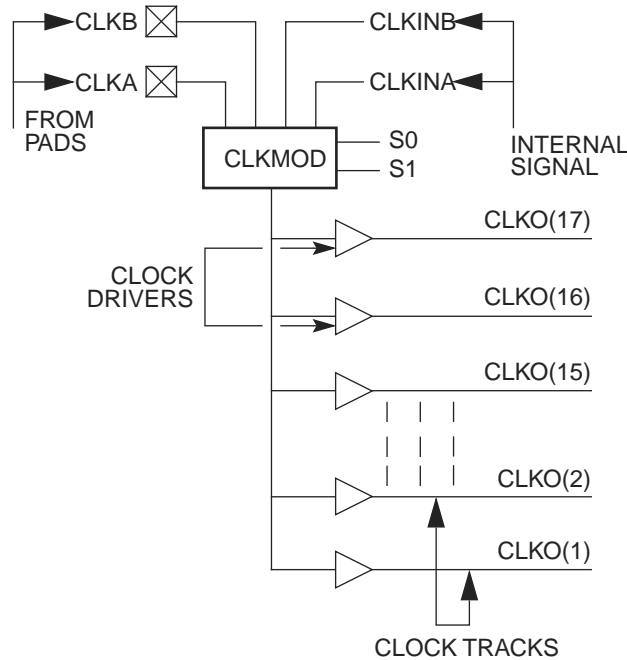 CLKB
CLKINB
CLKA
CLKINA
FROM
PADS
CLKMOD
S0
S1
INTERNAL
SIGNAL
CLKO(17)
CLOCK
DRIVERS
CLKO(16)
CLKO(15)
CLKO(2)
CLKO(1)
CLOCK TRACKS